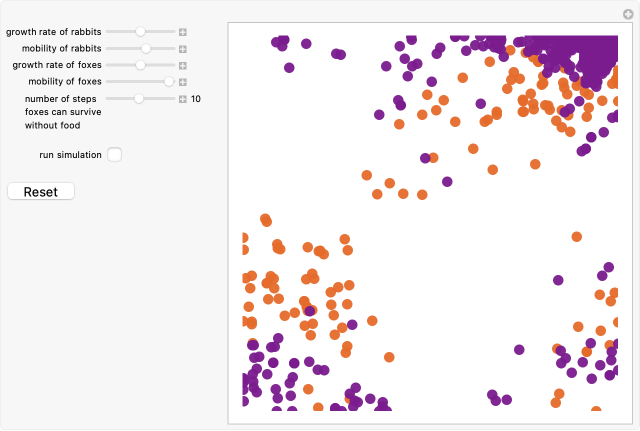 growth rate of rabbits
mobility of rabbits
growth rate of foxes
mobility of foxes
number of steps 10
foxes can survive
without food
run simulation
Reset